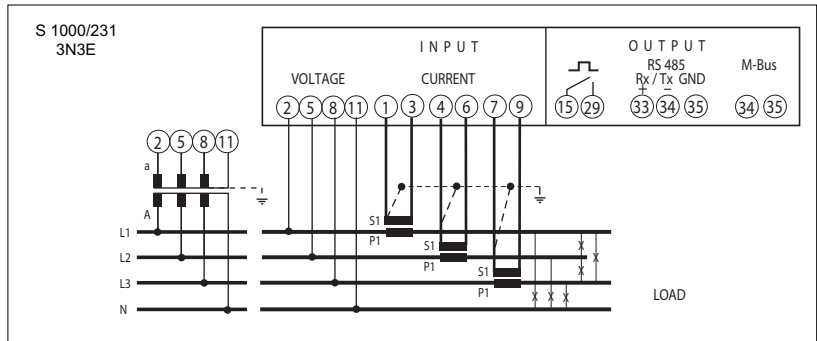 S 1000/231
3N3E
INPUT
OUTPUT
VOLTAGE
CURRENT
RS 485
Rx / Tx GND
+ −
M-Bus
2 5 8 11 1 3 4 6 7 9 15 29 33 34 35 34 35
2 5 8 11
a
A
S1
P1
S1
P1
S1
P1
L1
L2
L3
N
X X
X
X X X
LOAD